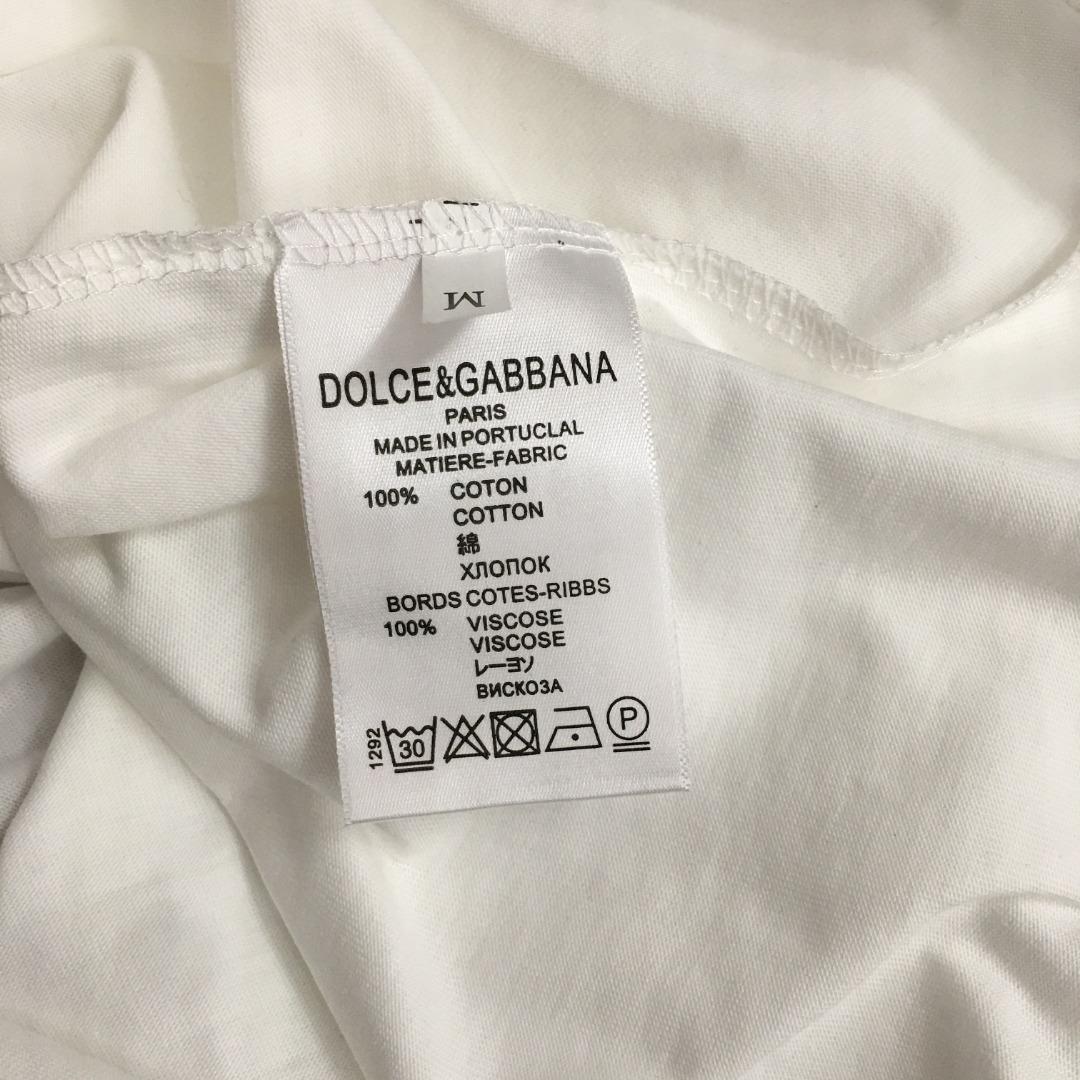 M
DOLCE&GABBANA
PARIS
MADE IN PORTUCLAL
MATIERE-FABRIC
100% COTON
COTTON
綿
ХЛОПОК
BORDS COTES-RIBBS
100% VISCOSE
VISCOSE
レーヨソ
ВИСКОЗА
1292 30 P